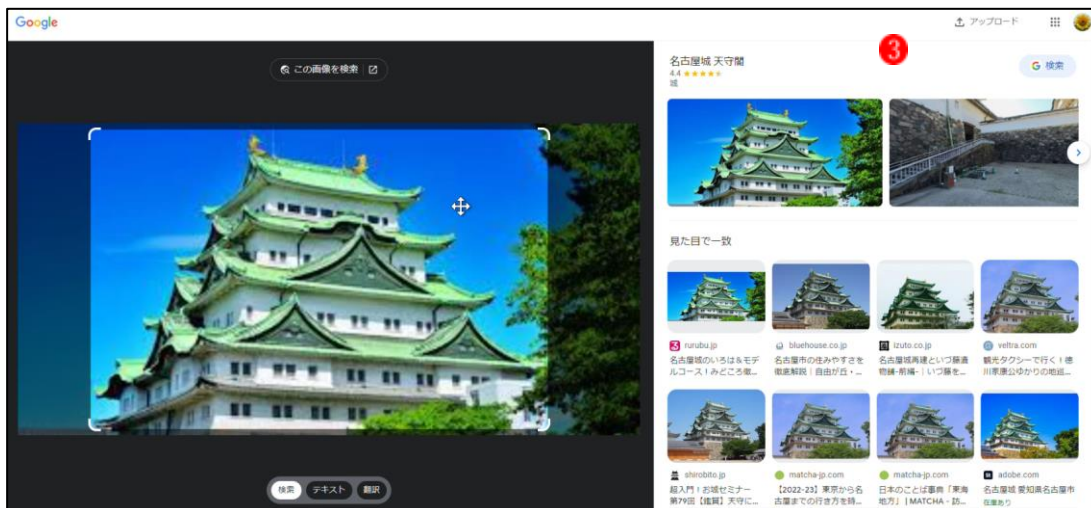 Google
アップロード
この画像を検索
3
名古屋城 天守閣
4.4
城
検索
見た目で一致
rurubu.jp
名古屋城のいろは＆モデ
ルコース！みどころ徹...
bluehouse.co.jp
名古屋市の住みやすさを
徹底解説｜自由が丘・...
izuto.co.jp
名古屋城再建といづ藤漬
物舗-前編-｜いづ藤を...
veltra.com
観光タクシーで行く！徳
川家康公ゆかりの地巡...
shirobito.jp
超入門！お城セミナー
第79回【鑑賞】天守に...
matcha-jp.com
【2022-23】東京から名
古屋までの行き方を時...
matcha-jp.com
日本のことば事典「東海
地方」 | MATCHA - 訪...
adobe.com
名古屋城 愛知県名古屋市
在庫あり
検索
テキスト
翻訳